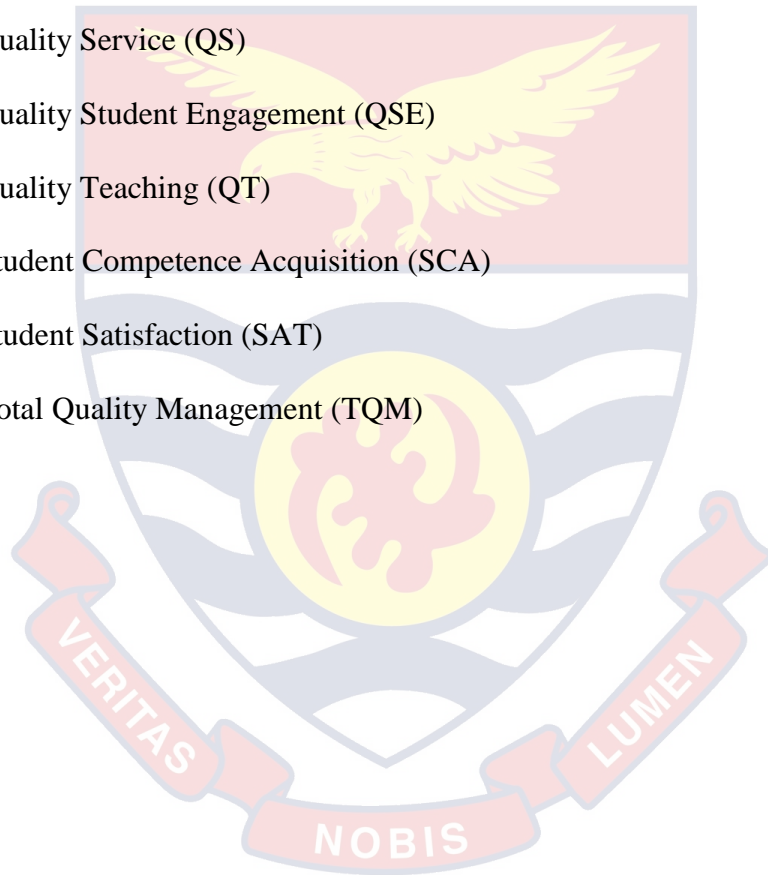 uality Service (QS)
uality Student Engagement (QSE)
uality Teaching (QT)
tudent Competence Acquisition (SCA)
tudent Satisfaction (SAT)
otal Quality Management (TQM)
VERITAS
NOBIS
LUMEN